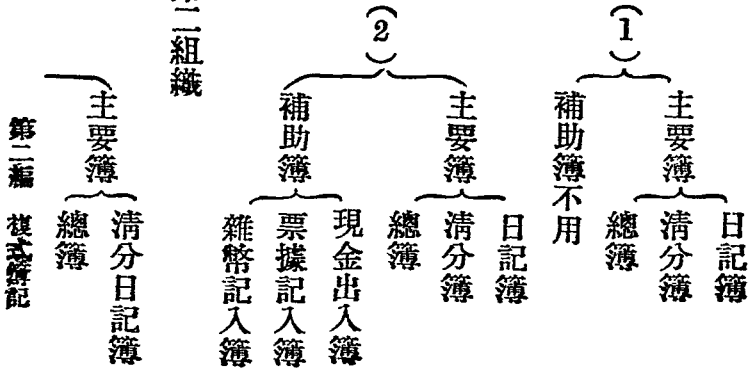 (1)
主要簿
日記簿
清分簿
總簿
補助簿不用
(2)
主要簿
日記簿
清分簿
總簿
補助簿
現金出入簿
票據記入簿
雜幣記入簿
二組織
主要簿
清分日記簿
總簿
第二編 複式簿記